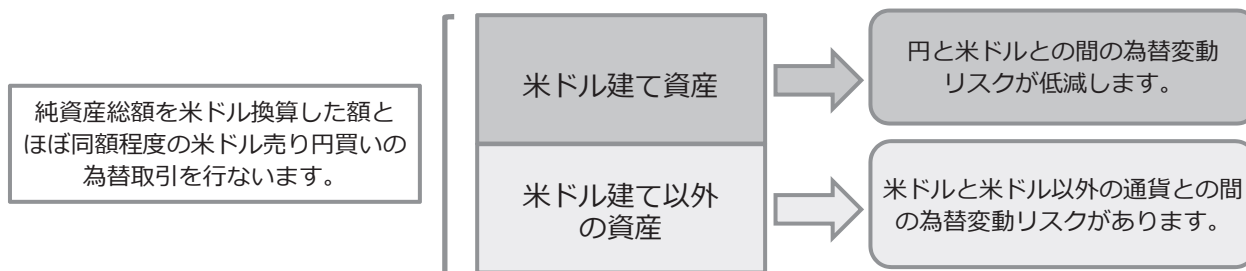 純資産総額を米ドル換算した額と
ほぼ同額程度の米ドル売り円買いの
為替取引を行ないます。
米ドル建て資産
円と米ドルとの間の為替変動
リスクが低減します。
米ドル建て以外
の資産
米ドルと米ドル以外の通貨との間
の為替変動リスクがあります。